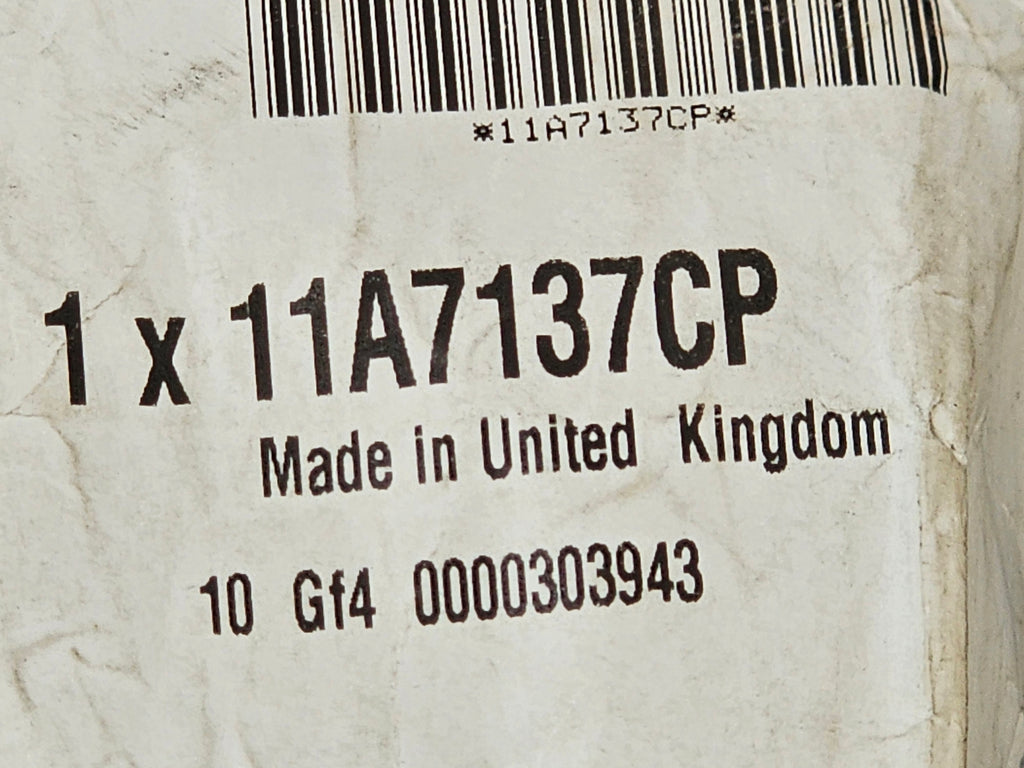 *11A7137CP*
1 x 11A7137CP
Made in United Kingdom
10 Gf4 0000303943